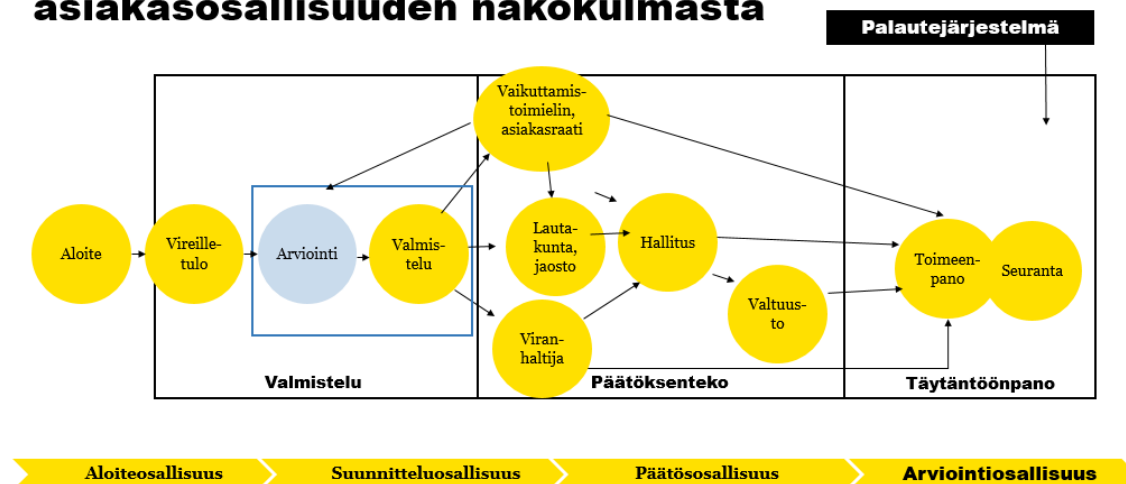 asiakasosallisuuden näkökulmasta
Palautejärjestelmä
Vaikuttamis-
toimielin,
asiakasraati
Aloite
Vireille-
tulo
Arviointi
Valmis-
telu
Lauta-
kunta,
jaosto
Hallitus
Viran-
haltija
Valtuus-
to
Toimeen-
pano
Seuranta
Valmistelu
Päätöksenteko
Täytäntöönpano
Aloiteosallisuus
Suunnitteluosallisuus
Päätösosallisuus
Arviointiosallisuus